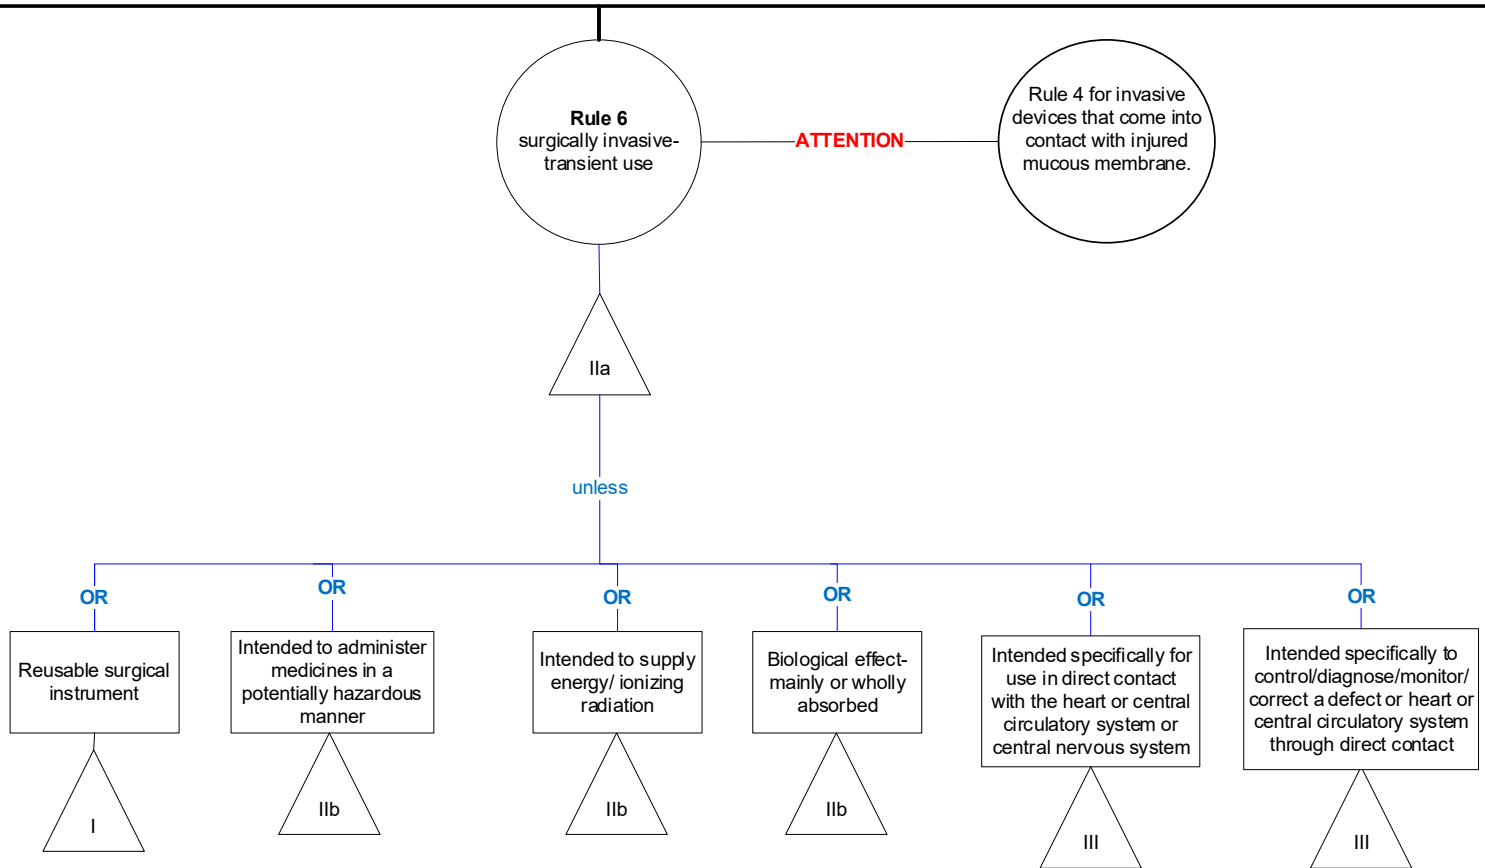 Rule 6
surgically invasive-
transient use
ATTENTION
Rule 4 for invasive
devices that come into
contact with injured
mucous membrane.
IIa
unless
OR
OR
OR
OR
OR
OR
Reusable surgical
instrument
Intended to administer
medicines in a
potentially hazardous
manner
Intended to supply
energy/ ionizing
radiation
Biological effect-
mainly or wholly
absorbed
Intended specifically for
use in direct contact
with the heart or central
circulatory system or
central nervous system
Intended specifically to
control/diagnose/monitor/
correct a defect or heart or
central circulatory system
through direct contact
I
IIb
IIb
IIb
III
III